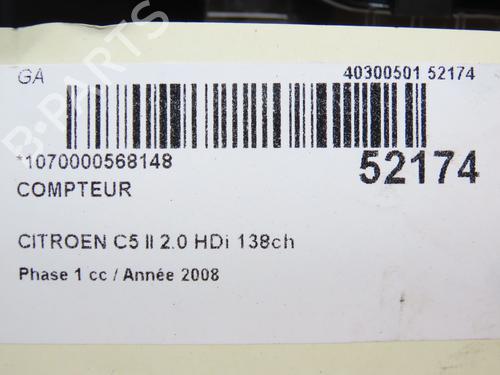 GA
40300501 52174
*1070000568148
52174
COMPTEUR
CITROEN C5 II 2.0 HDi 138ch
Phase 1 cc / Année 2008
B-PARTS